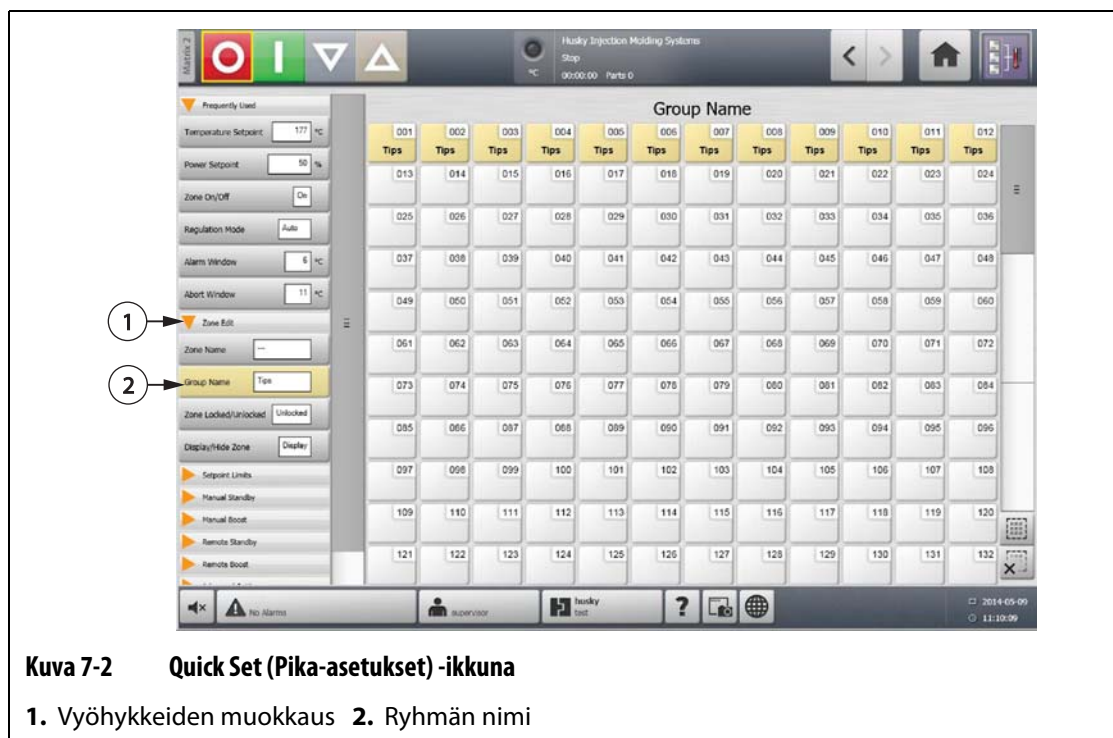 Matrix 2
Husky Injection Molding Systems
Stop
°C 00:00:00 Parts 0
Frequently Used
Temperature Setpoint 177 °C
Power Setpoint 50 %
Zone On/Off On
Regulation Mode Auto
Alarm Window 6 °C
Abort Window 11 °C
1
Zone Edit
Zone Name ---
2
Group Name Tips
Zone Locked/Unlocked Unlocked
Display/Hide Zone Display
Setpoint Limits
Manual Standby
Manual Boost
Remote Standby
Remote Boost
Group Name
001 002 003 004 005 006 007 008 009 010 011 012
Tips Tips Tips Tips Tips Tips Tips Tips Tips Tips Tips Tips
013 014 015 016 017 018 019 020 021 022 023 024
025 026 027 028 029 030 031 032 033 034 035 036
037 038 039 040 041 042 043 044 045 046 047 048
049 050 051 052 053 054 055 056 057 058 059 060
061 062 063 064 065 066 067 068 069 070 071 072
073 074 075 076 077 078 079 080 081 082 083 084
085 086 087 088 089 090 091 092 093 094 095 096
097 098 099 100 101 102 103 104 105 106 107 108
109 110 111 112 113 114 115 116 117 118 119 120
121 122 123 124 125 126 127 128 129 130 131 132
No Alarms
supervisor
husky
test
?
2014-05-09
11:10:09
Kuva 7-2 Quick Set (Pika-asetukset) -ikkuna
1. Vyöhykkeiden muokkaus 2. Ryhmän nimi